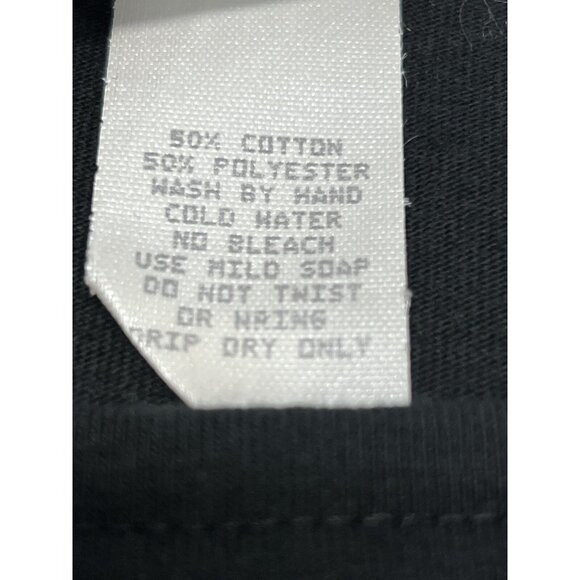 50% COTTON
50% POLYESTER
WASH BY HAND
COLD WATER
NO BLEACH
USE MILD SOAP
DO NOT TWIST
OR WRING
DRIP DRY ONLY